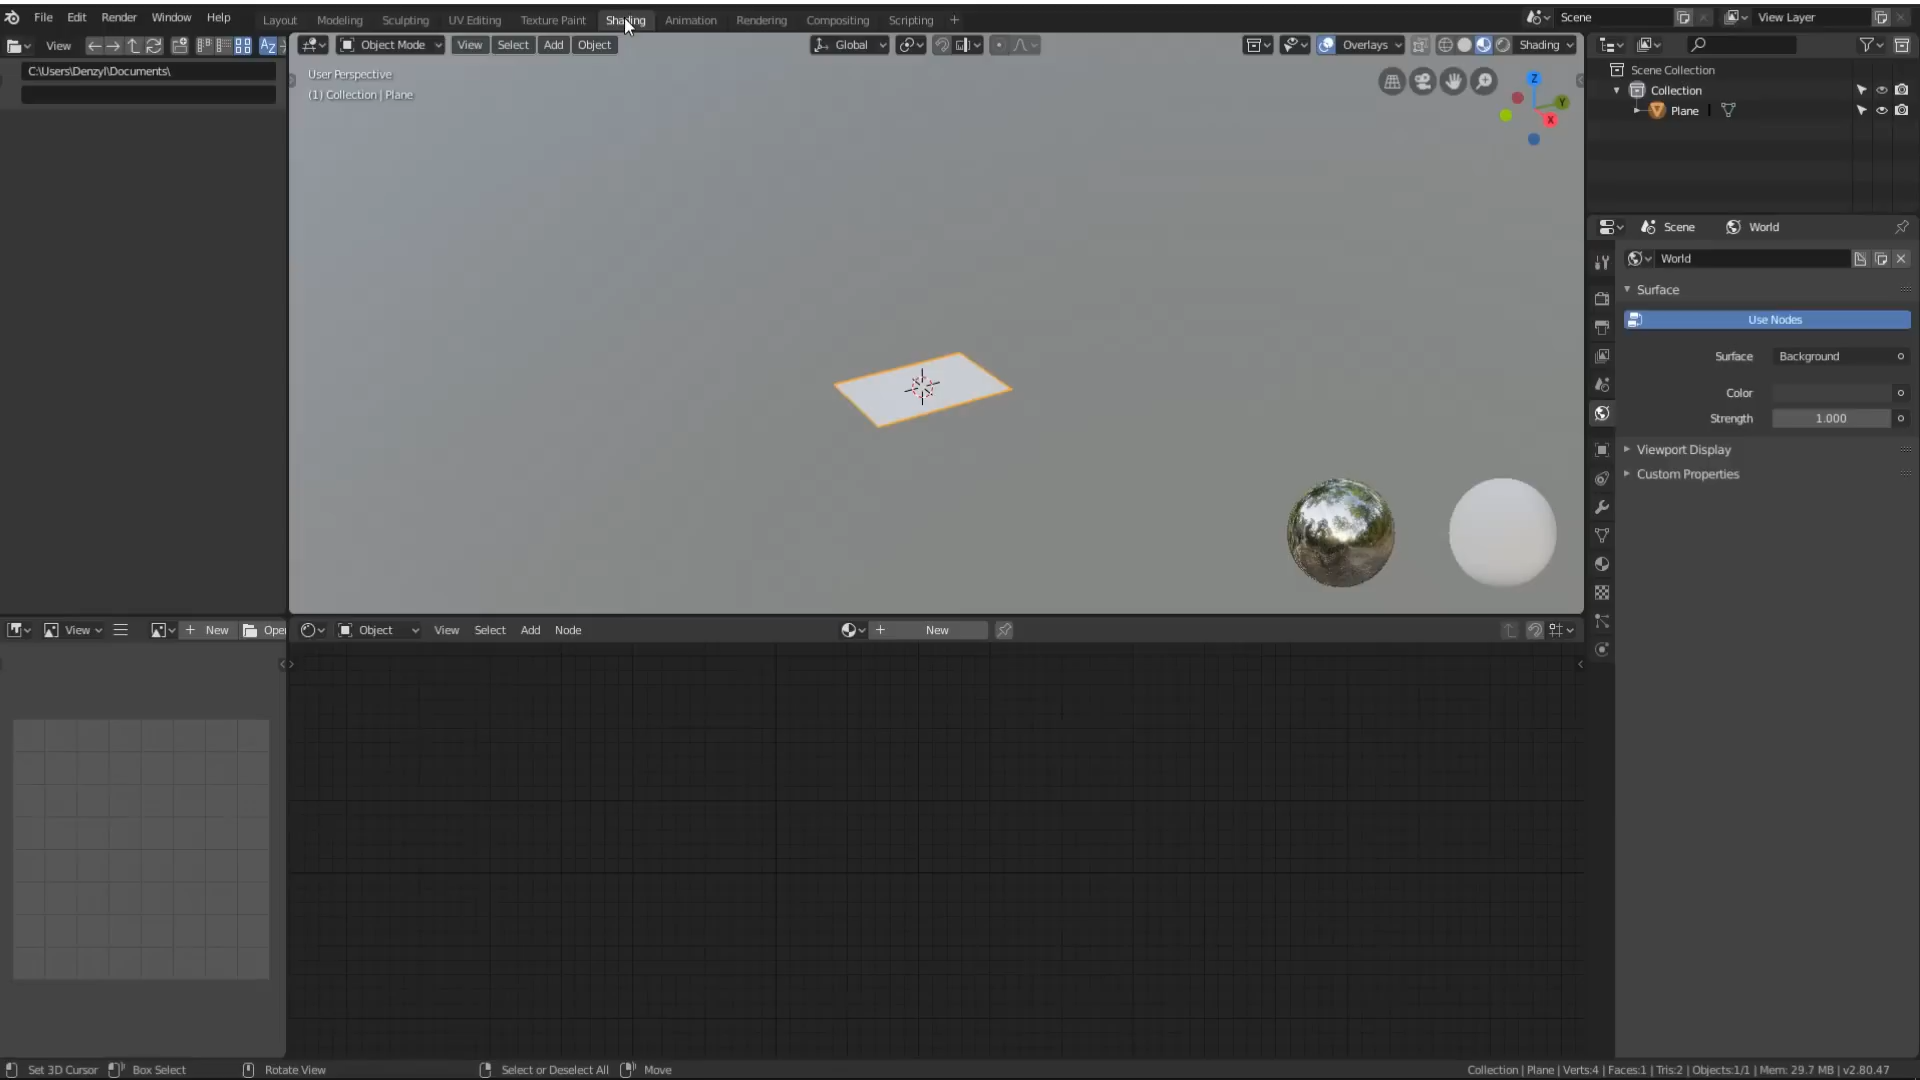 File Edit Render Window Help Layout Modeling Sculpting UV Editing Texture Paint Shading Animation Rendering Compositing Scripting + Scene View Layer
View Object Mode View Select Add Object Global Overlays Shading
C:\Users\Denzyl\Documents\
User Perspective
(1) Collection | Plane
Z
Y
X
Scene Collection
Collection
Plane
Scene World
World
Surface
Use Nodes
Surface Background
Color
Strength 1.000
Viewport Display
Custom Properties
View + New Ope
Object View Select Add Node + New
Set 3D Cursor Box Select Rotate View Select or Deselect All Move Collection | Plane | Verts:4 | Faces:1 | Tris:2 | Objects:1/1 | Mem: 29.7 MB | v2.80.47